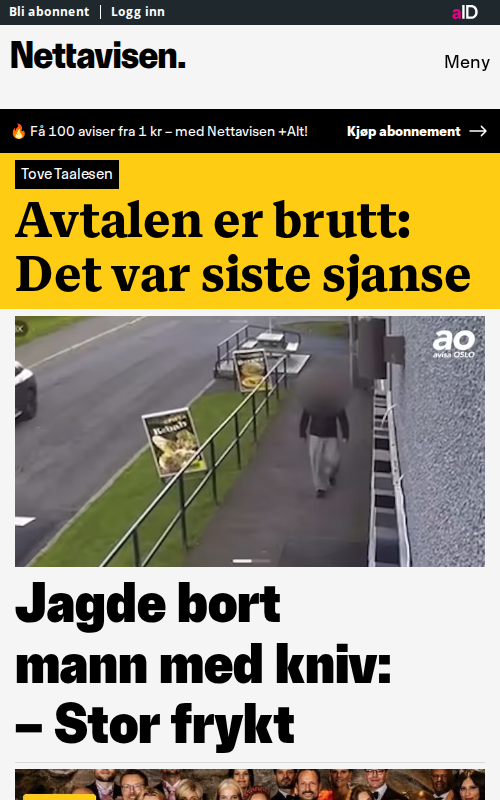 Bli abonnent
Logg inn
aID
Nettavisen.
Meny
🔥 Få 100 aviser fra 1 kr – med Nettavisen +Alt!
Kjøp abonnement →
Tove Taalesen
Avtalen er brutt:
Det var siste sjanse
ao
avisa OSLO
Kebab
Jagde bort
mann med kniv:
– Stor frykt